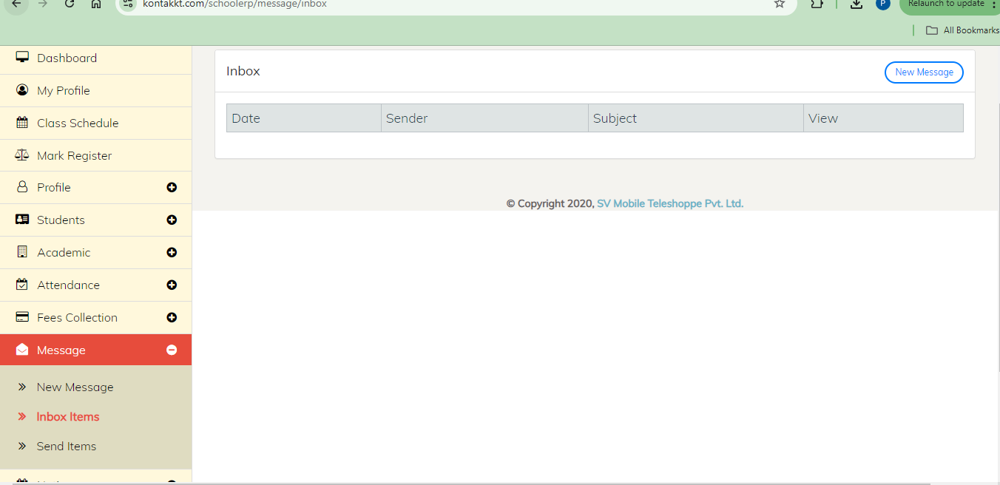 kontakkt.com/schoolerp/message/inbox
P
Relaunch to update
All Bookmarks
Dashboard
My Profile
Class Schedule
Mark Register
Profile
Students
Academic
Attendance
Fees Collection
Message
New Message
Inbox Items
Send Items
Inbox
New Message
Date Sender Subject View
© Copyright 2020, SV Mobile Teleshoppe Pvt. Ltd.